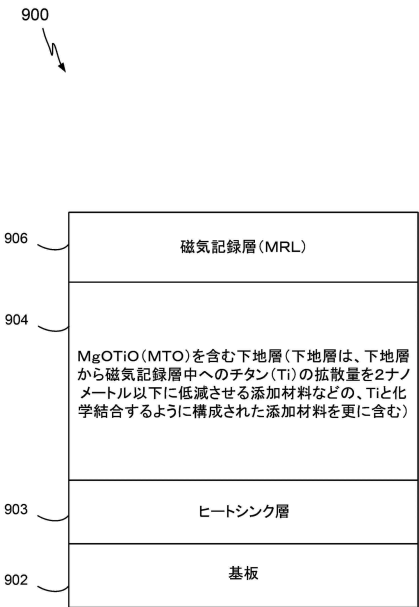 900
906
磁気記録層(MRL)
904
MgOTiO(MTO)を含む下地層(下地層は、下地層
から磁気記録層中へのチタン(Ti)の拡散量を2ナノ
メートル以下に低減させる添加材料などの、Tiと化
学結合するように構成された添加材料を更に含む)
903
ヒートシンク層
902
基板